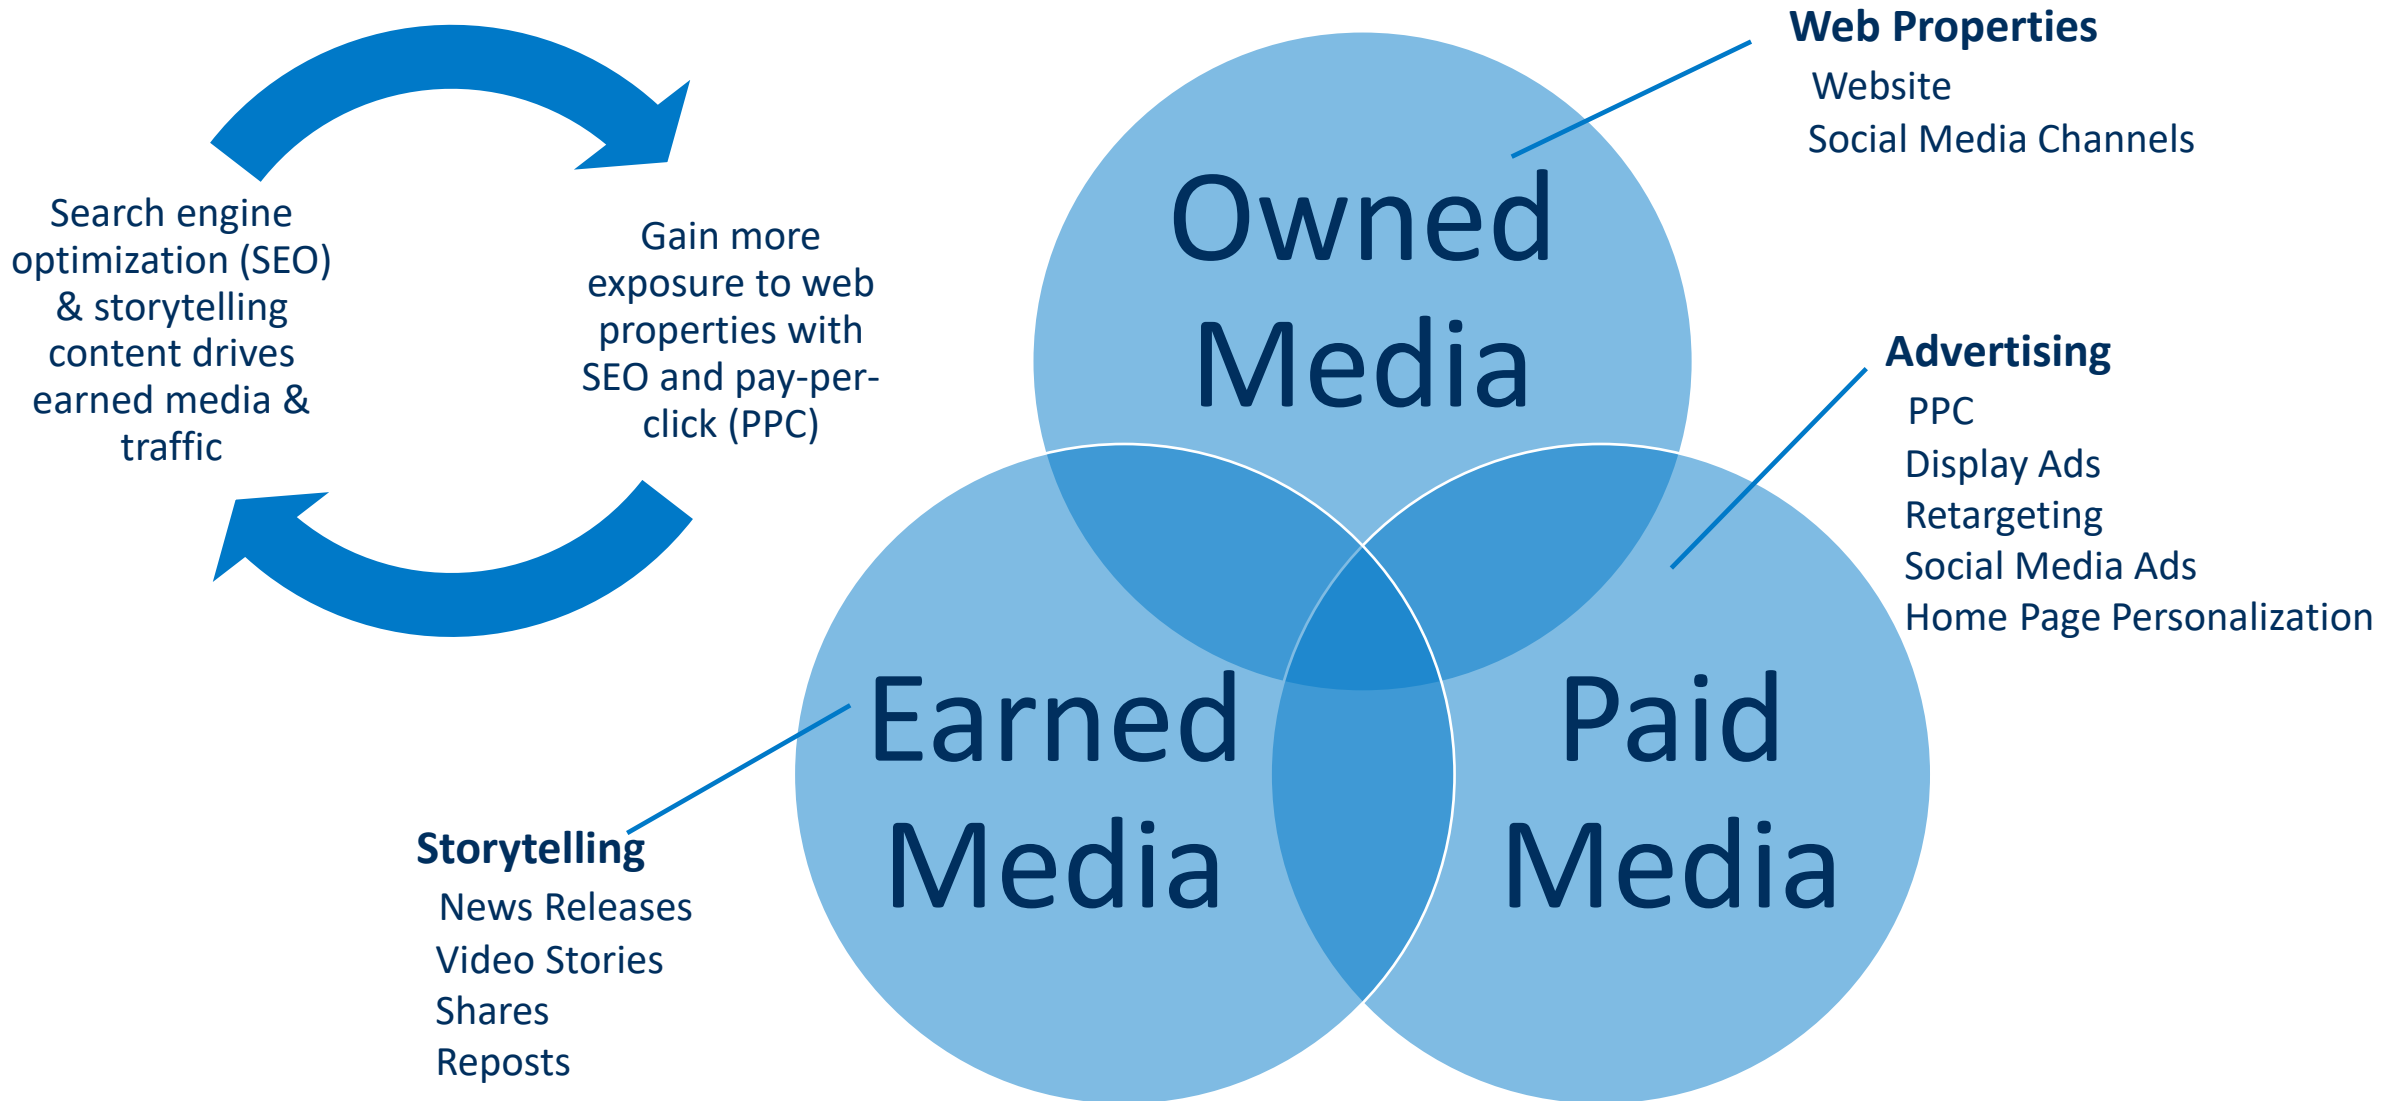 Search engine
optimization (SEO)
& storytelling
content drives
earned media &
traffic
Gain more
exposure to web
properties with
SEO and pay-per-
click (PPC)
Owned
Media
Web Properties
Website
Social Media Channels
Advertising
PPC
Display Ads
Retargeting
Social Media Ads
Home Page Personalization
Earned
Media
Paid
Media
Storytelling
News Releases
Video Stories
Shares
Reposts